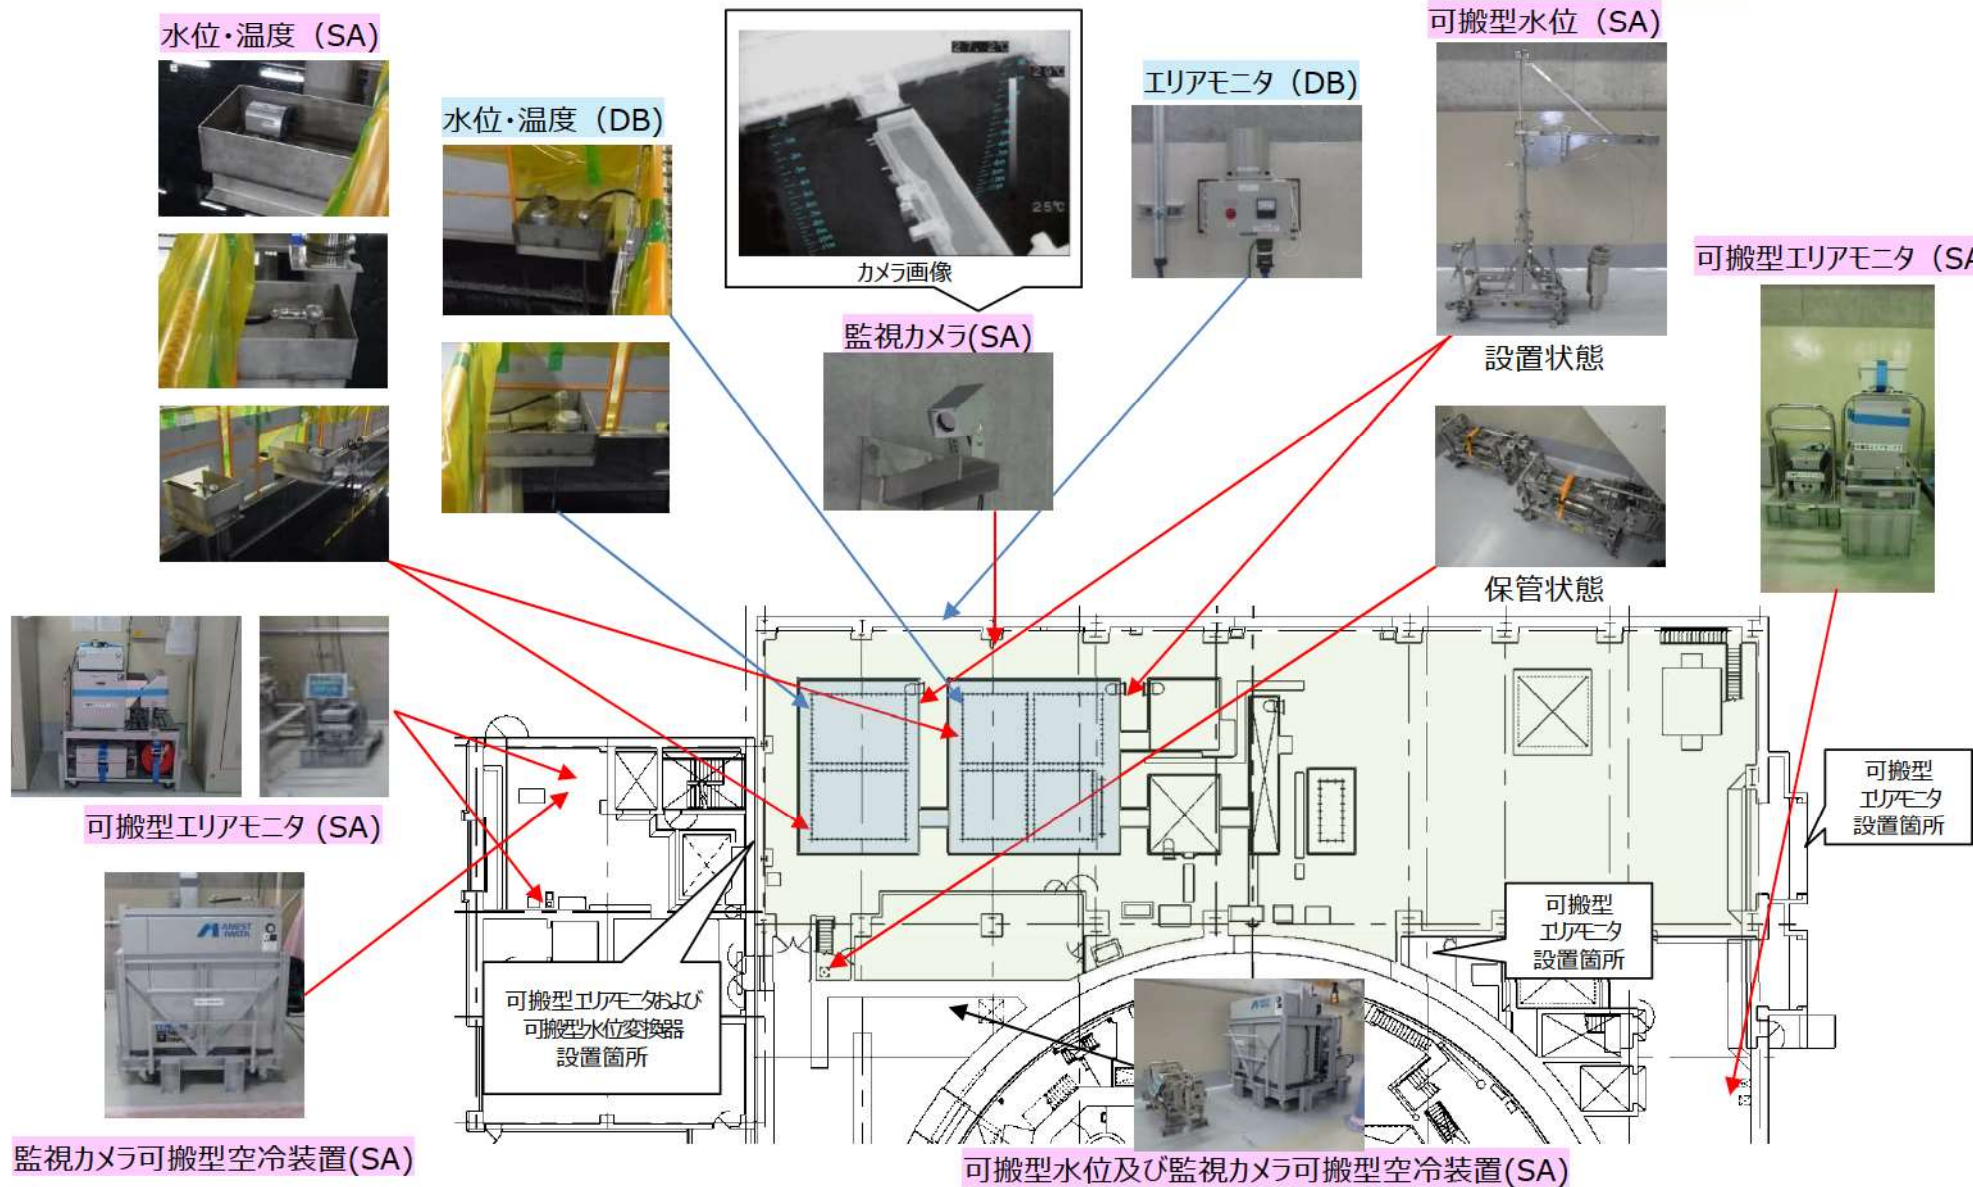 水位・温度（SA）
水位・温度（DB）
27.2℃
25℃
カメラ画像
監視カメラ(SA)
エリアモニタ（DB）
可搬型水位（SA）
設置状態
保管状態
可搬型エリアモニタ（SA
可搬型エリアモニタ (SA)
ANEST
IWATA
監視カメラ可搬型空冷装置(SA)
可搬型エリアモニタおよび
可搬型水位変換器
設置箇所
可搬型
エリアモニタ
設置箇所
可搬型
エリアモニタ
設置箇所
可搬型水位及び監視カメラ可搬型空冷装置(SA)